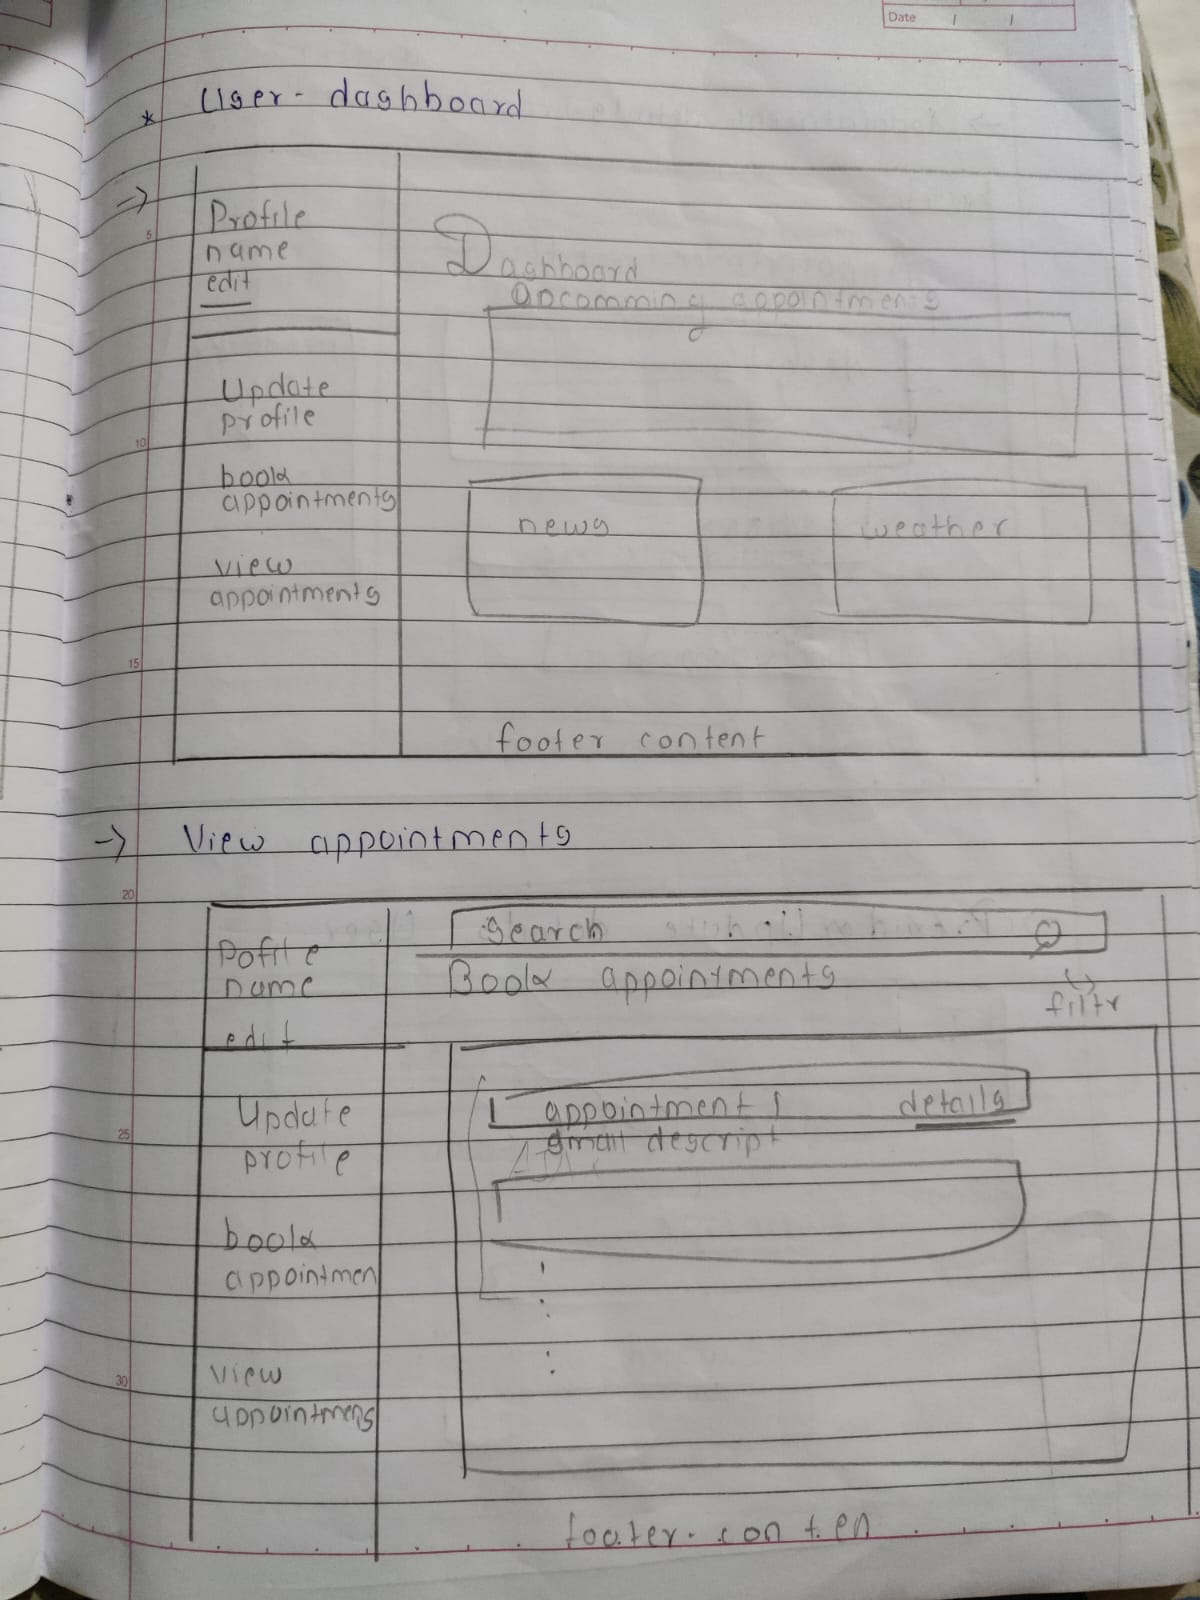 Date / /
* User-dashboard
=>
Profile
name
edit
Dashboard
upcomming appointments
Update
profile
book
appointments
news
weather
view
appointments
footer content
-> View appointments
Search
Pofile
name
edit
Book appointments
filtr
appointment 1 details
small descript
Update
profile
book
appointmen
view
appointmens
footer conten
5
10
15
20
25
30